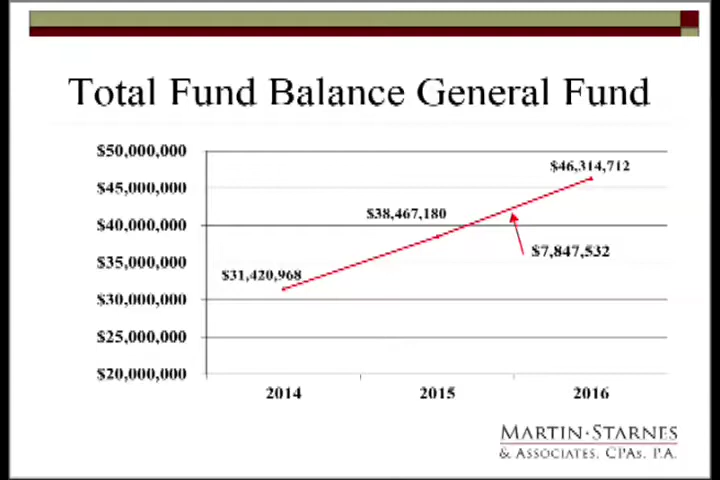 Total Fund Balance General Fund
$50,000,000
$46,314,712
$45,000,000
$38,467,180
$40,000,000
$7,847,532
$35,000,000
$31,420,968
$30,000,000
$25,000,000
$20,000,000
2014 2015 2016
MARTIN·STARNES
& ASSOCIATES, CPAS, P.A.